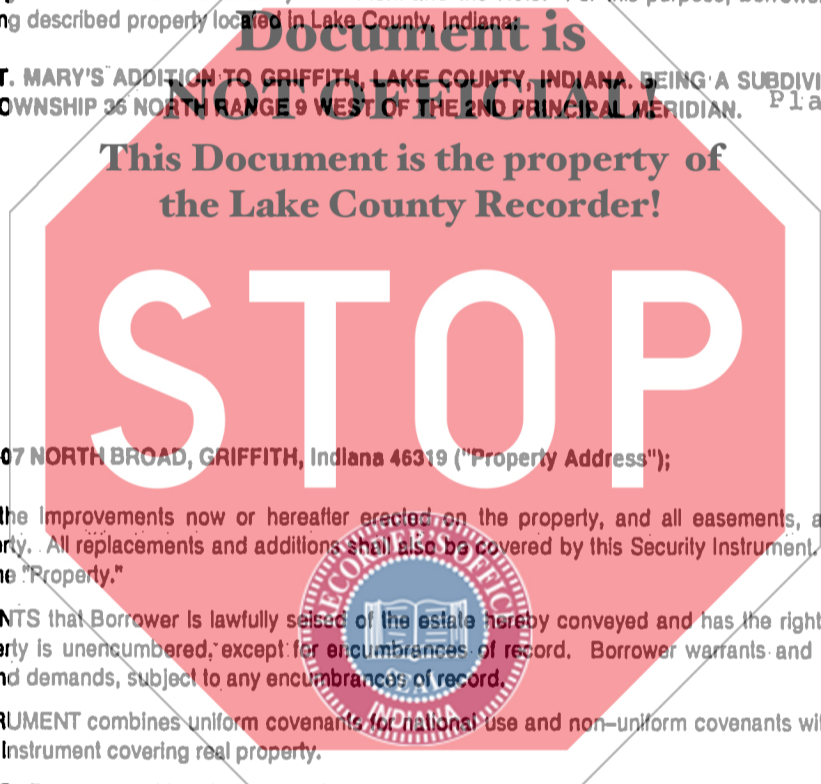 ng described property located in Lake County, Indiana:
Document is
T. MARY'S ADDITION TO GRIFFITH, LAKE COUNTY, INDIANA. BEING A SUBDIVI
OWNSHIP 36 NORTH RANGE 9 WEST OF THE 2ND PRINCIPAL MERIDIAN. Pla
NOT OFFICIAL!
This Document is the property of
the Lake County Recorder!
STOP
07 NORTH BROAD, GRIFFITH, Indiana 46319 ("Property Address");
the improvements now or hereafter erected on the property, and all easements, a
rty. All replacements and additions shall also be covered by this Security Instrument.
he "Property."
NTS that Borrower is lawfully seised of the estate hereby conveyed and has the right
erty is unencumbered, except for encumbrances of record. Borrower warrants and
nd demands, subject to any encumbrances of record.
RUMENT combines uniform covenants for national use and non-uniform covenants wi
Instrument covering real property.
RECORDER'S OFFICE
INDIANA